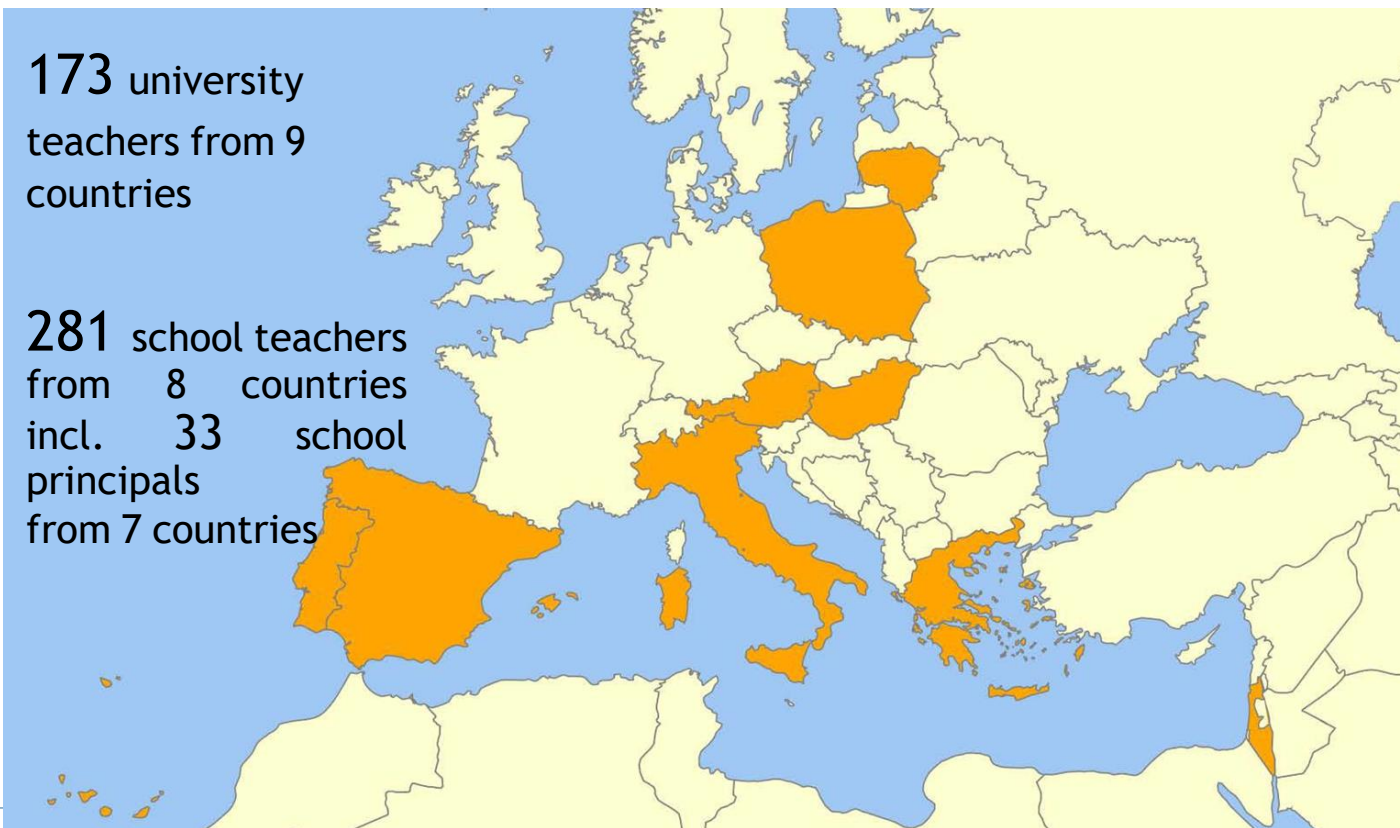 173 university
teachers from 9
countries
281 school teachers
from 8 countries
incl. 33 school
principals
from 7 countries